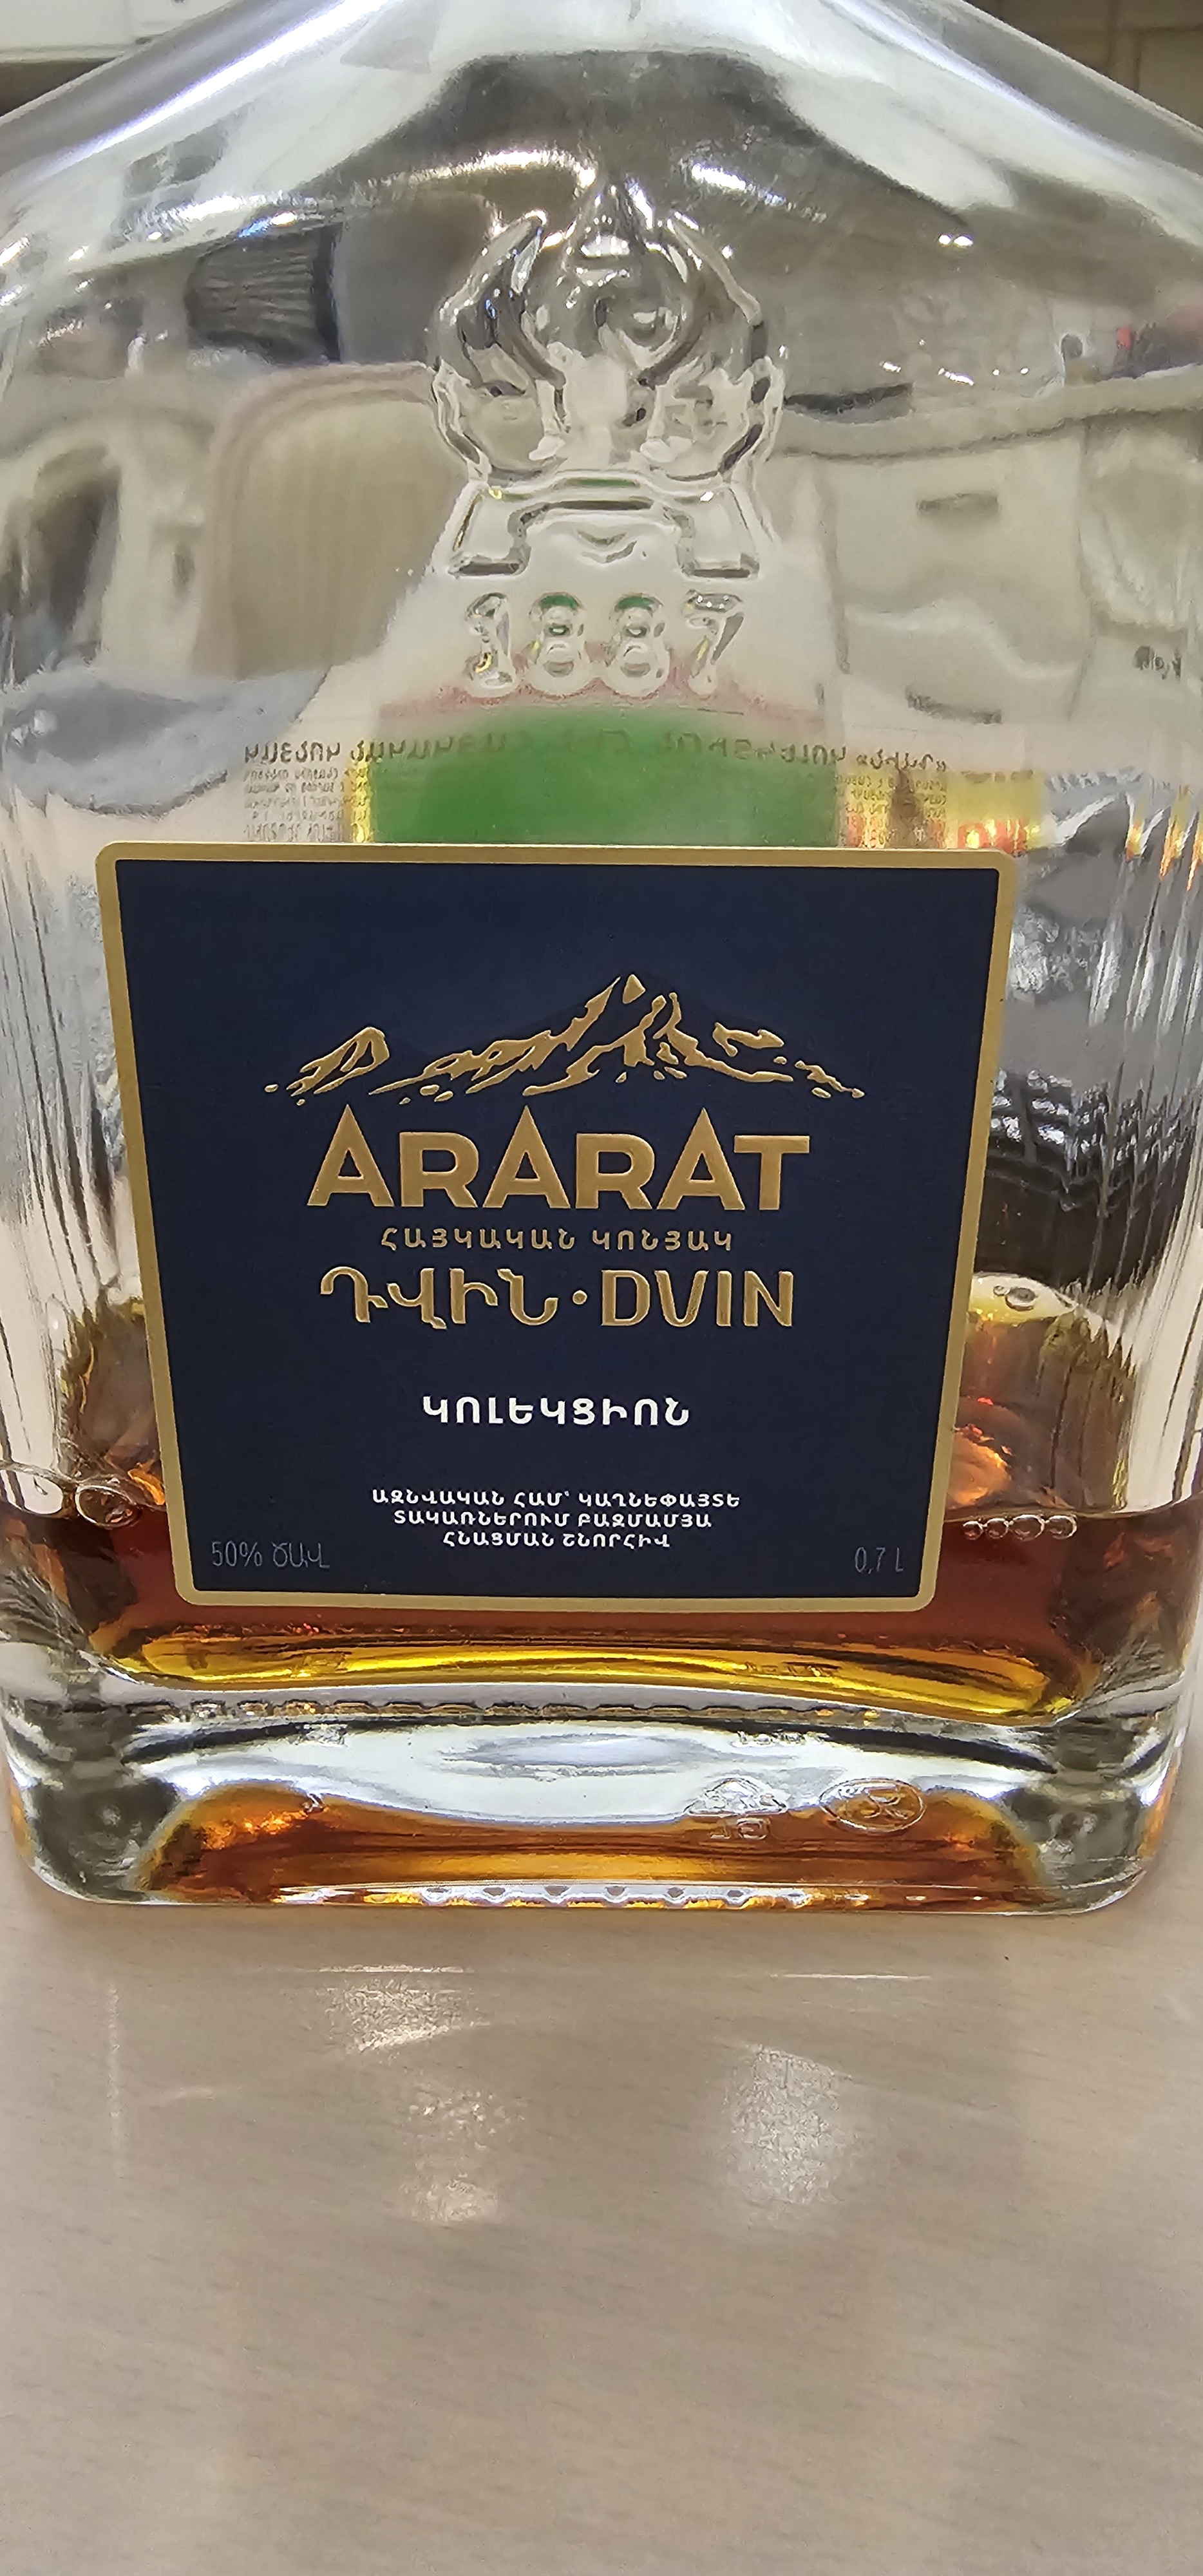 1887
ARARAT
ՀԱՅԿԱԿԱՆ ԿՈՆՅԱԿ
ԴՎԻՆ · DVIN
ԿՈԼԵԿՑԻՈՆ
ԱԶՆՎԱԿԱՆ ՀԱՄ՝ ԿԱՂՆԵՓԱՅՏԵ
ՏԱԿԱՌՆԵՐՈՒՄ ԲԱԶՄԱՄՅԱ
ՀՆԱՑՄԱՆ ՇՆՈՐՀԻՎ
50% ԾԱՎ 0,7 L